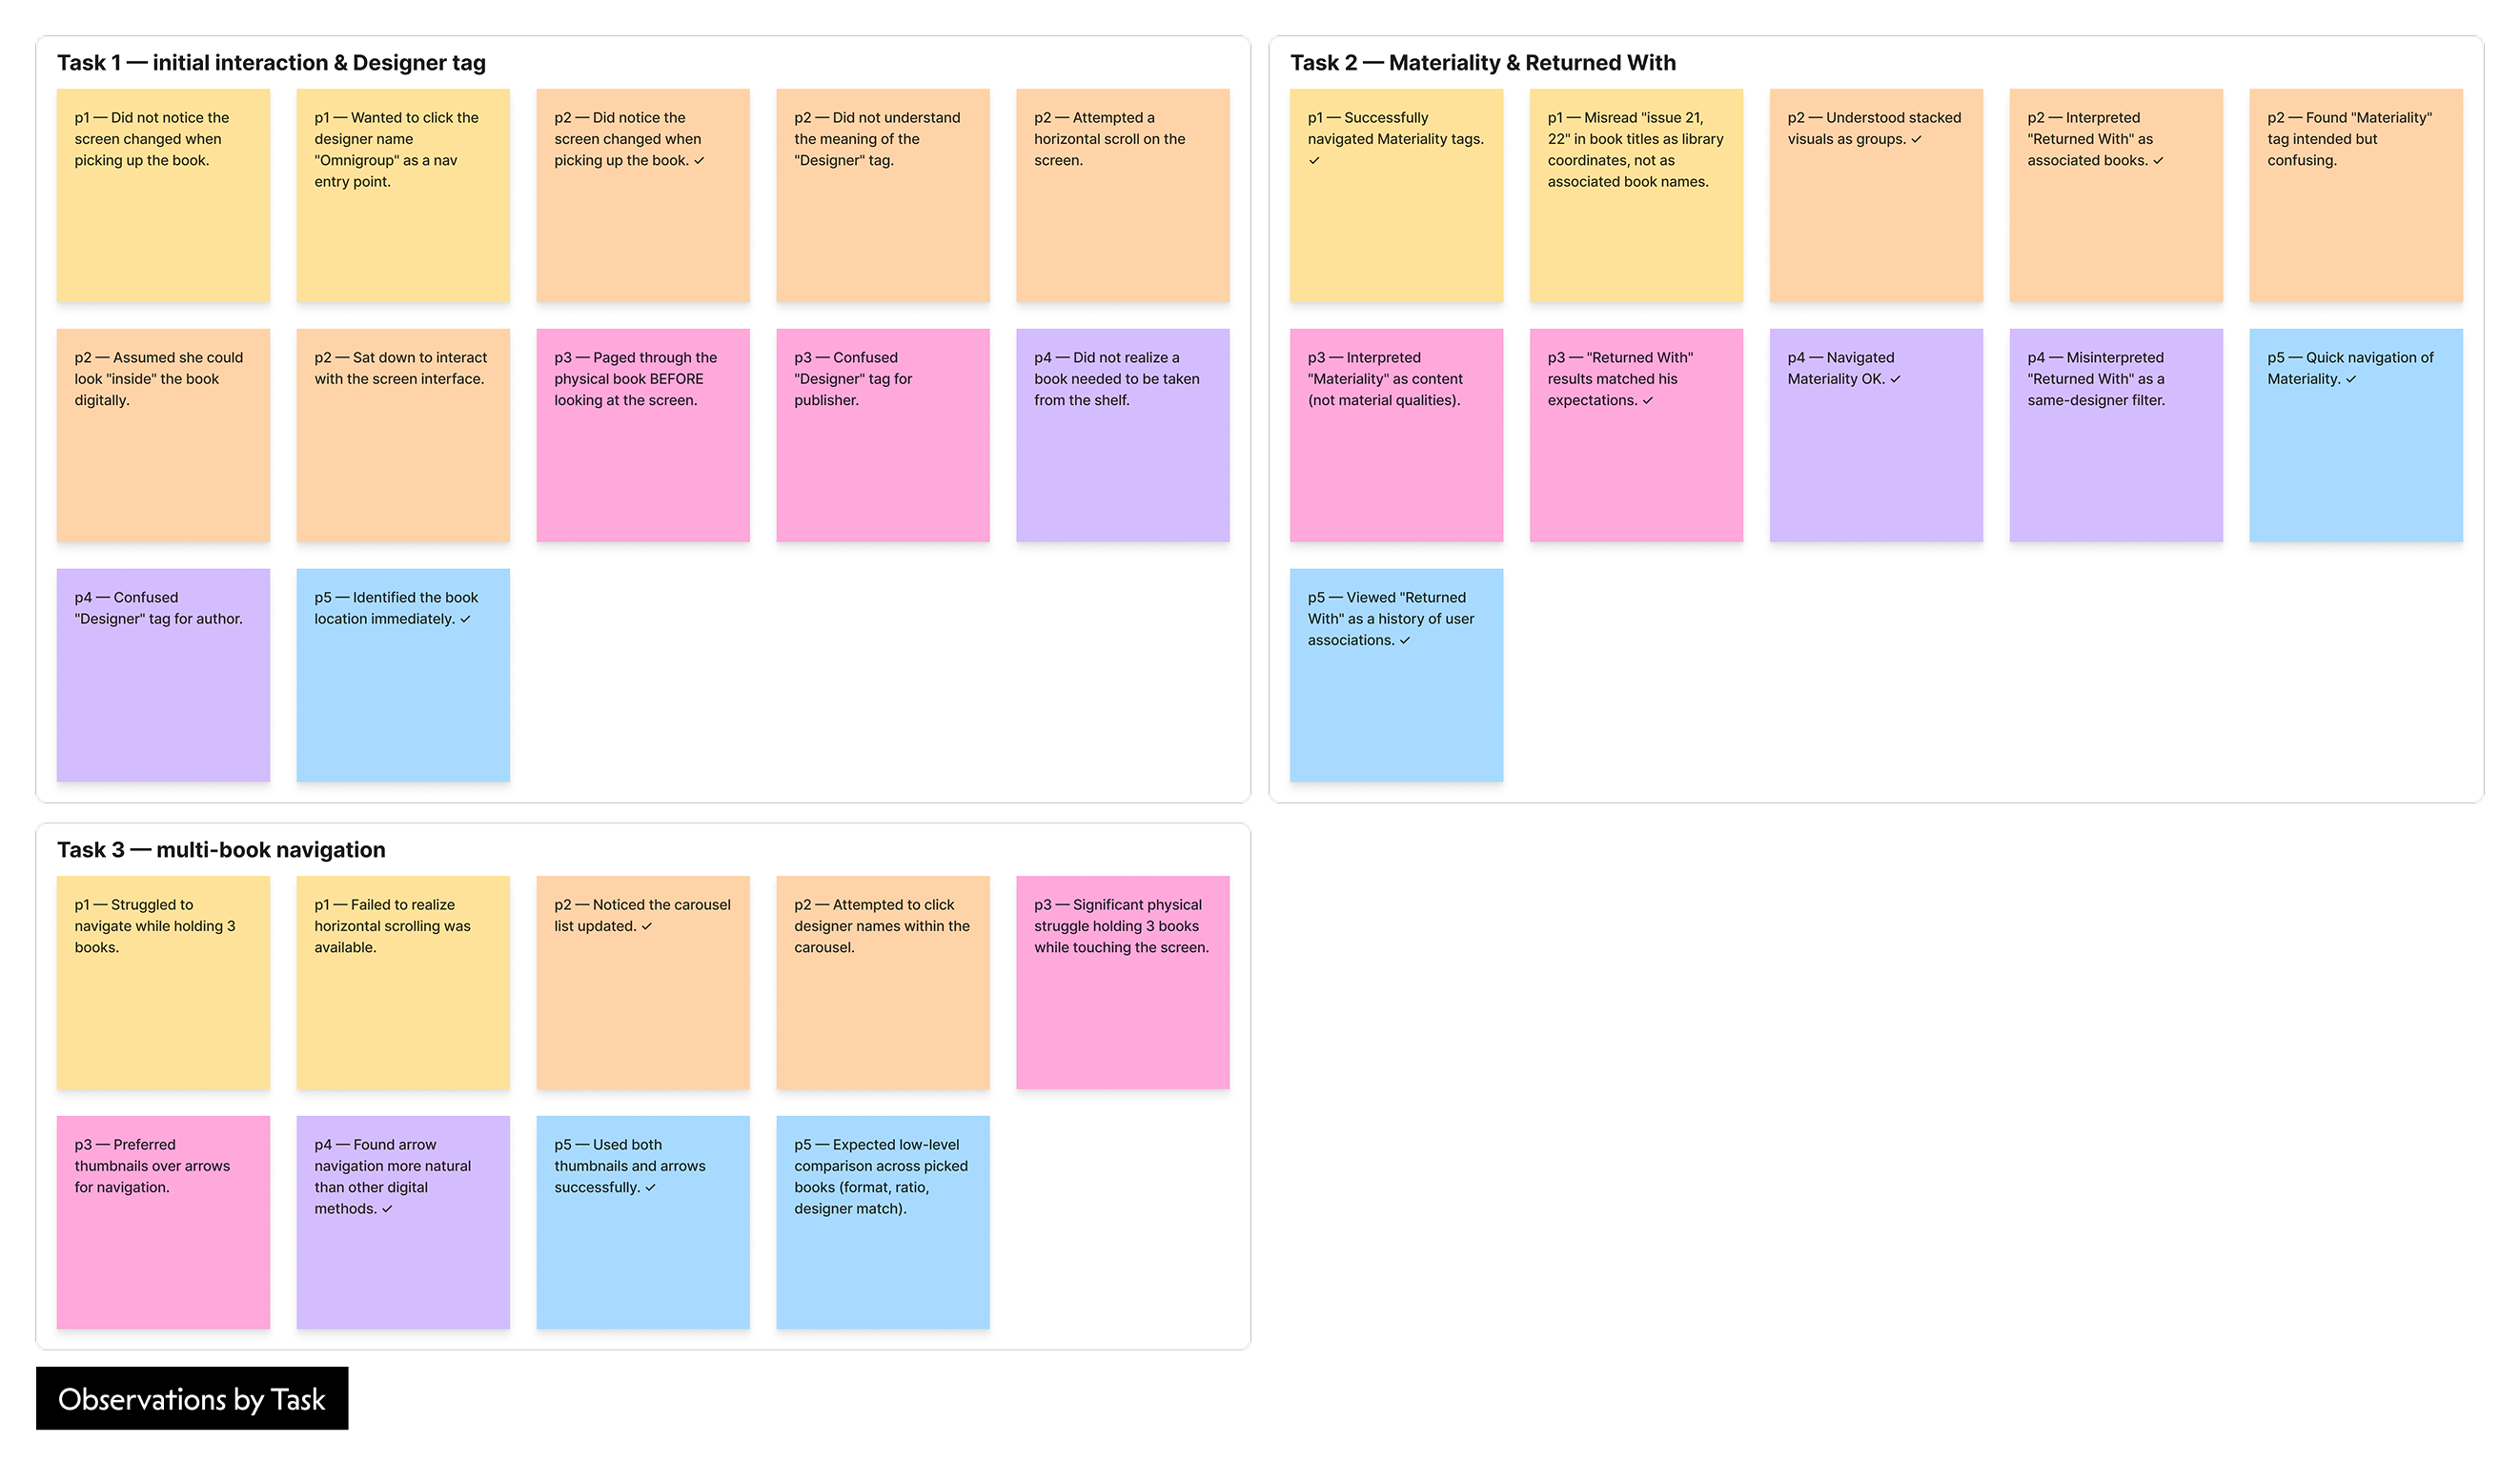 Task 1 — initial interaction & Designer tag
p1 — Did not notice the
screen changed when
picking up the book.
p1 — Wanted to click the
designer name
"Omnigroup" as a nav
entry point.
p2 — Did notice the
screen changed when
picking up the book. ✓
p2 — Did not understand
the meaning of the
"Designer" tag.
p2 — Attempted a
horizontal scroll on the
screen.
p2 — Assumed she could
look "inside" the book
digitally.
p2 — Sat down to interact
with the screen interface.
p3 — Paged through the
physical book BEFORE
looking at the screen.
p3 — Confused
"Designer" tag for
publisher.
p4 — Did not realize a
book needed to be taken
from the shelf.
p4 — Confused
"Designer" tag for author.
p5 — Identified the book
location immediately. ✓
Task 2 — Materiality & Returned With
p1 — Successfully
navigated Materiality tags.
✓
p1 — Misread "issue 21,
22" in book titles as library
coordinates, not as
associated book names.
p2 — Understood stacked
visuals as groups. ✓
p2 — Interpreted
"Returned With" as
associated books. ✓
p2 — Found "Materiality"
tag intended but
confusing.
p3 — Interpreted
"Materiality" as content
(not material qualities).
p3 — "Returned With"
results matched his
expectations. ✓
p4 — Navigated
Materiality OK. ✓
p4 — Misinterpreted
"Returned With" as a
same-designer filter.
p5 — Quick navigation of
Materiality. ✓
p5 — Viewed "Returned
With" as a history of user
associations. ✓
Task 3 — multi-book navigation
p1 — Struggled to
navigate while holding 3
books.
p1 — Failed to realize
horizontal scrolling was
available.
p2 — Noticed the carousel
list updated. ✓
p2 — Attempted to click
designer names within the
carousel.
p3 — Significant physical
struggle holding 3 books
while touching the screen.
p3 — Preferred
thumbnails over arrows
for navigation.
p4 — Found arrow
navigation more natural
than other digital
methods. ✓
p5 — Used both
thumbnails and arrows
successfully. ✓
p5 — Expected low-level
comparison across picked
books (format, ratio,
designer match).
Observations by Task